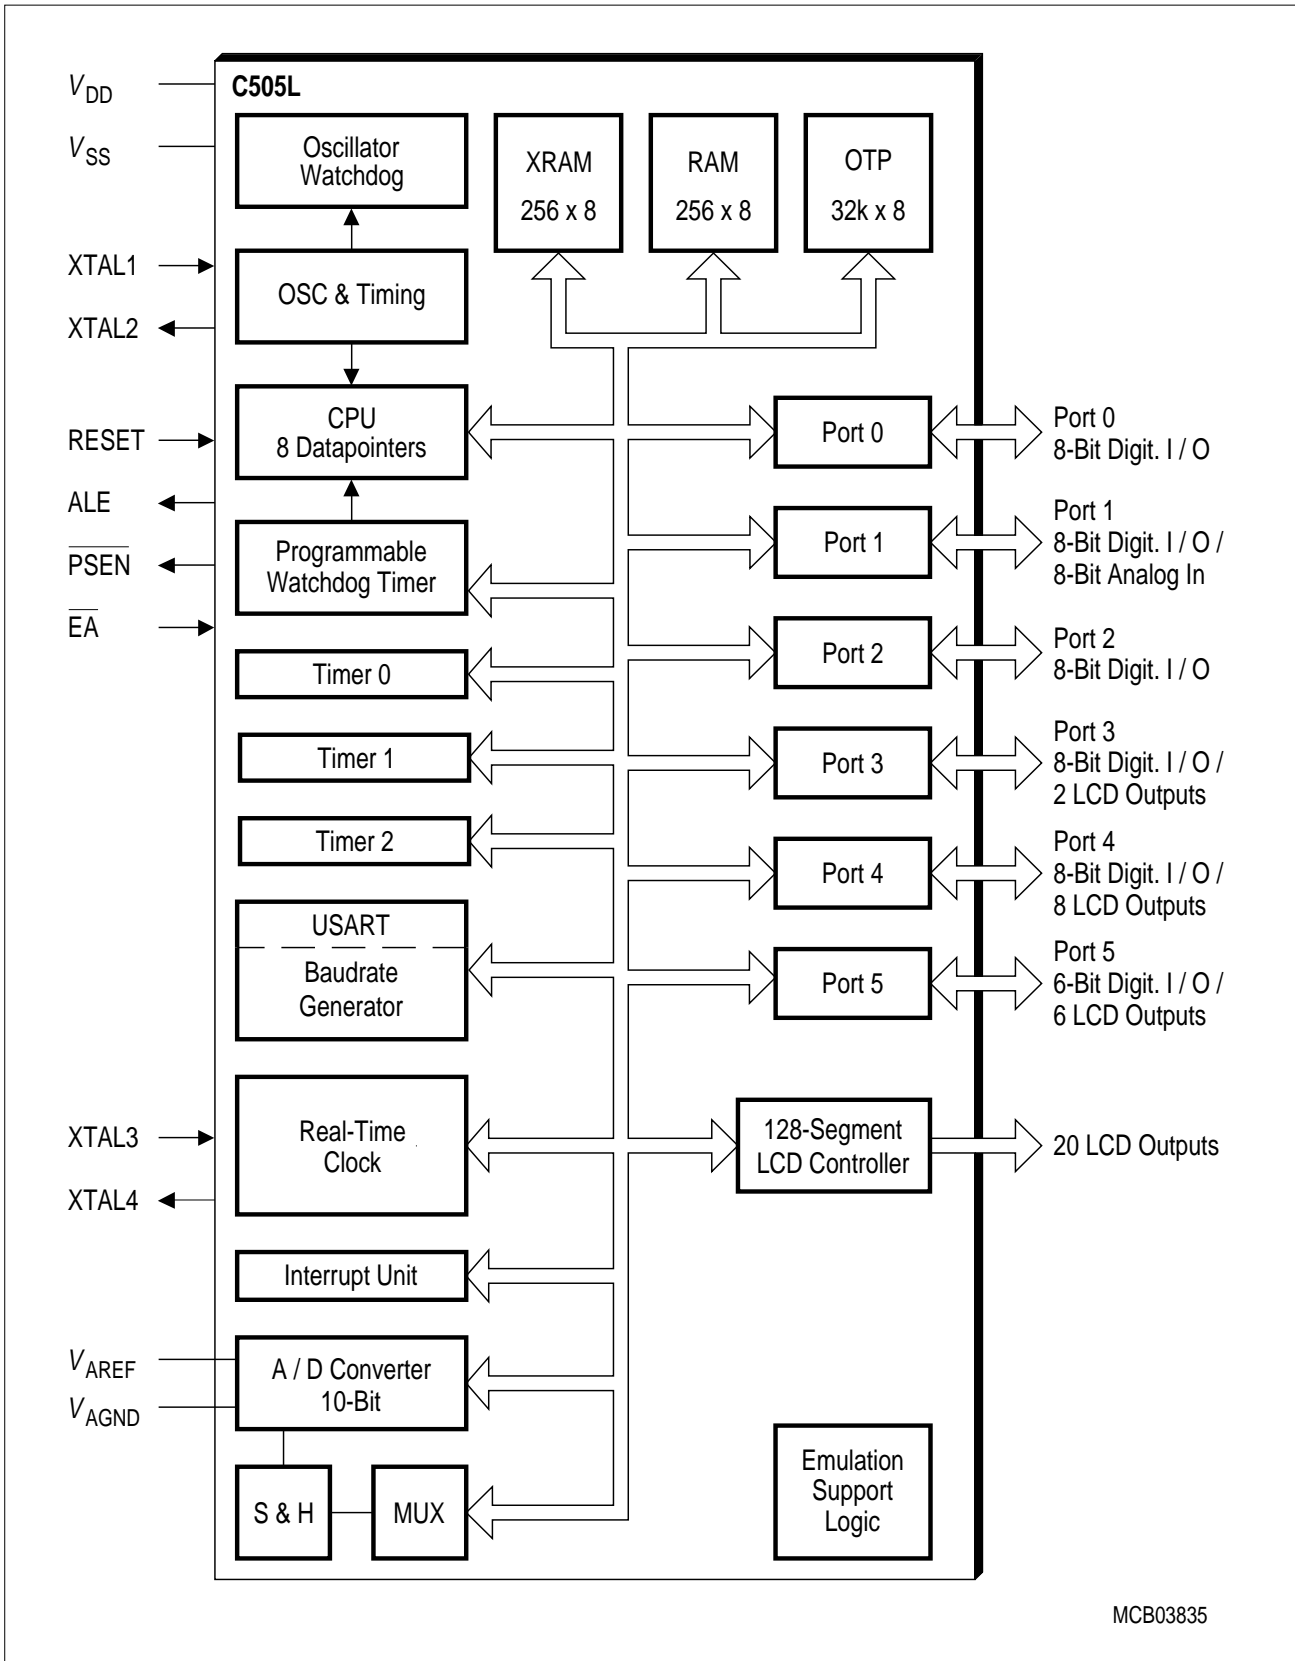 C505L
V DD
V SS
XTAL1
XTAL2
RESET
ALE
PSEN
EA
XTAL3
XTAL4
V AREF
V AGND
Oscillator
Watchdog
OSC & Timing
CPU
8 Datapointers
Programmable
Watchdog Timer
Timer 0
Timer 1
Timer 2
USART
Baudrate
Generator
Real-Time
Clock
Interrupt Unit
A / D Converter
10-Bit
S & H
MUX
XRAM
256 x 8
RAM
256 x 8
OTP
32k x 8
Port 0
Port 1
Port 2
Port 3
Port 4
Port 5
128-Segment
LCD Controller
Emulation
Support
Logic
Port 0
8-Bit Digit. I / O
Port 1
8-Bit Digit. I / O /
8-Bit Analog In
Port 2
8-Bit Digit. I / O
Port 3
8-Bit Digit. I / O /
2 LCD Outputs
Port 4
8-Bit Digit. I / O /
8 LCD Outputs
Port 5
6-Bit Digit. I / O /
6 LCD Outputs
20 LCD Outputs
MCB03835